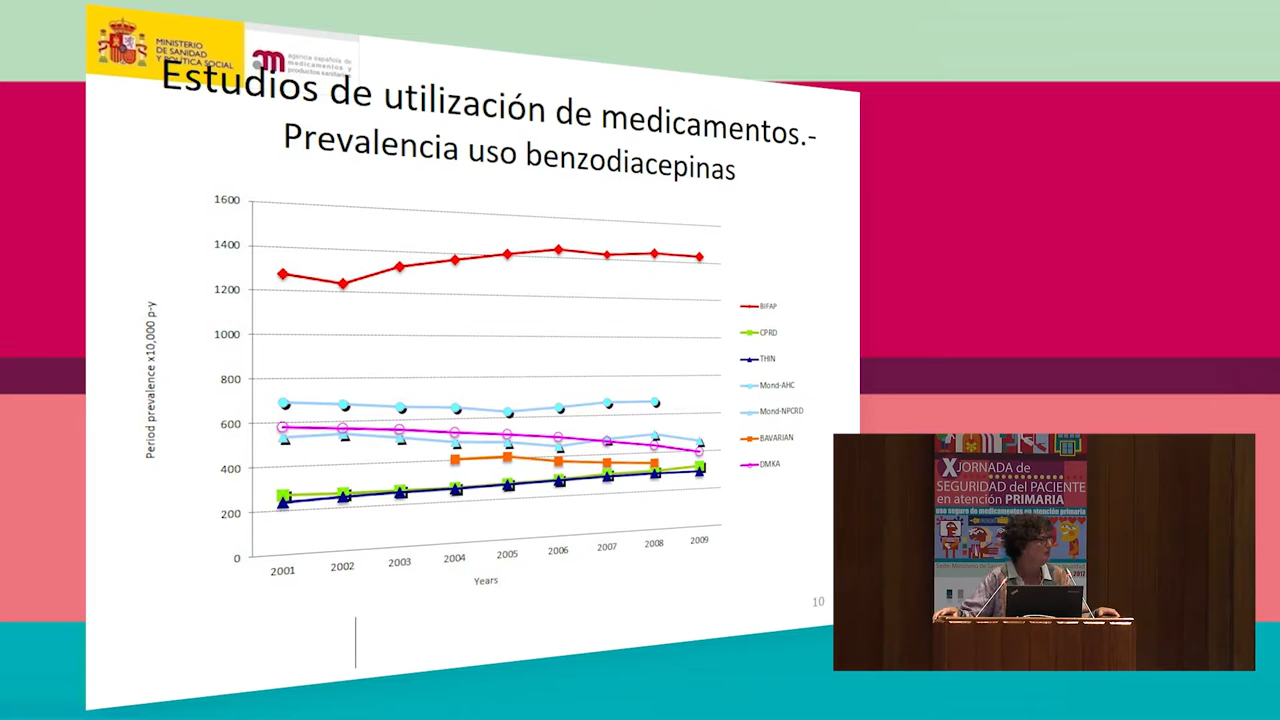 MINISTERIO
DE SANIDAD
Y POLÍTICA SOCIAL
agencia española de
medicamentos y
productos sanitarios
Estudios de utilización de medicamentos.-
Prevalencia uso benzodiacepinas
Period prevalence x10,000 p-y
1600
1400
1200
1000
800
600
400
200
0
2001 2002 2003 2004 2005 2006 2007 2008 2009
Years
BIFAP
CPRD
THIN
Mond-AHC
Mond-NPCRD
BAVARIAN
DMKA
10
X JORNADA de
SEGURIDAD del PACIENTE
en atención PRIMARIA
uso seguro de medicamentos en atención primaria
2017